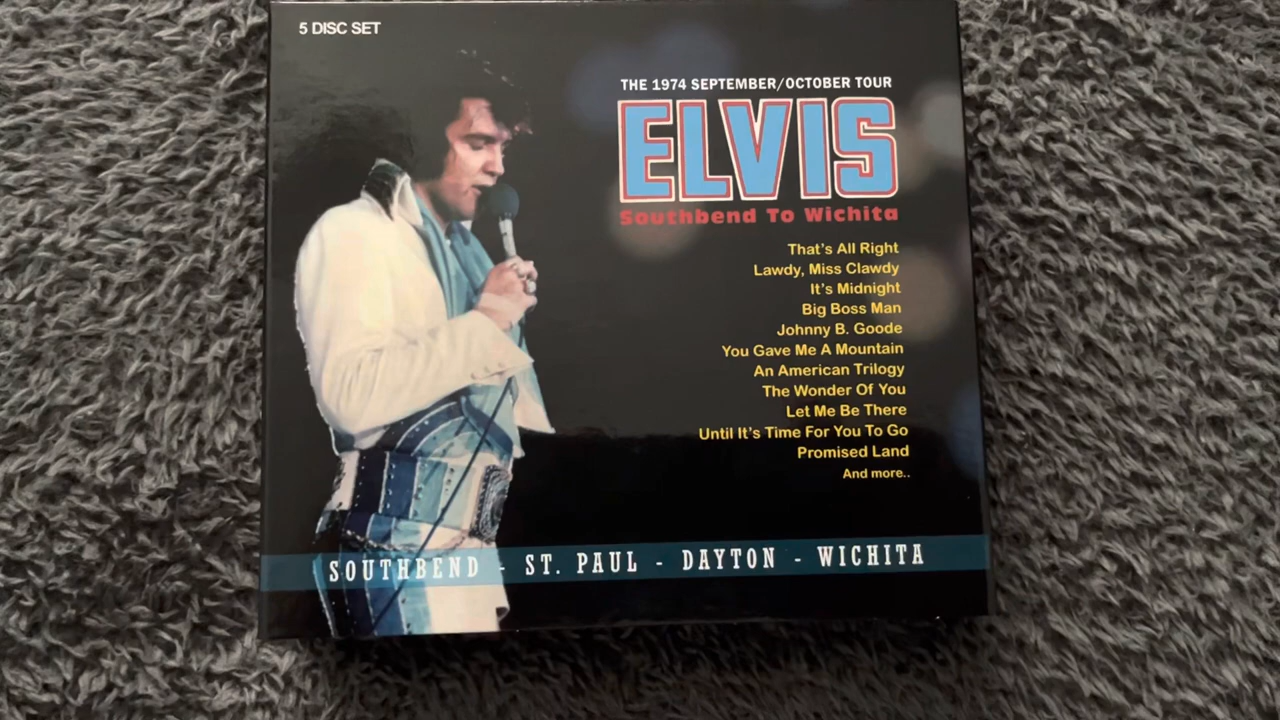 5 DISC SET
THE 1974 SEPTEMBER/OCTOBER TOUR
ELVIS
Southbend To Wichita
That's All Right
Lawdy, Miss Clawdy
It's Midnight
Big Boss Man
Johnny B. Goode
You Gave Me A Mountain
An American Trilogy
The Wonder Of You
Let Me Be There
Until It's Time For You To Go
Promised Land
And more..
SOUTHBEND - ST. PAUL - DAYTON - WICHITA